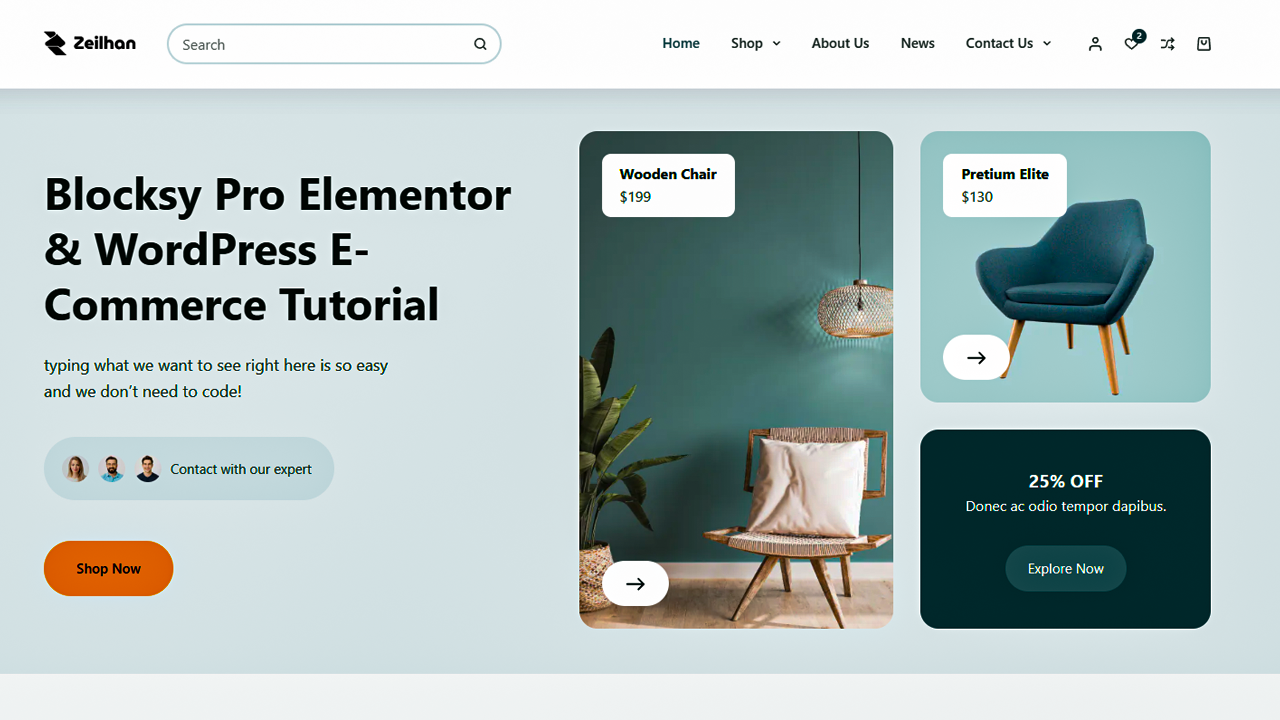 Zeilhan
Search
Home
Shop
About Us
News
Contact Us
2
Blocksy Pro Elementor
& WordPress E-
Commerce Tutorial
typing what we want to see right here is so easy
and we don’t need to code!
Contact with our expert
Shop Now
Wooden Chair
$199
Pretium Elite
$130
25% OFF
Donec ac odio tempor dapibus.
Explore Now